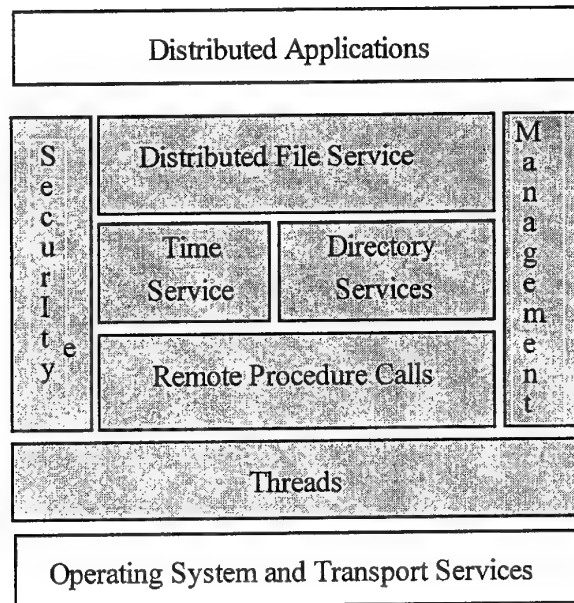 Distributed Applications
SecurIty
e
Distributed File Service
Management
Time
Service
Directory
Services
Remote Procedure Calls
Threads
Operating System and Transport Services